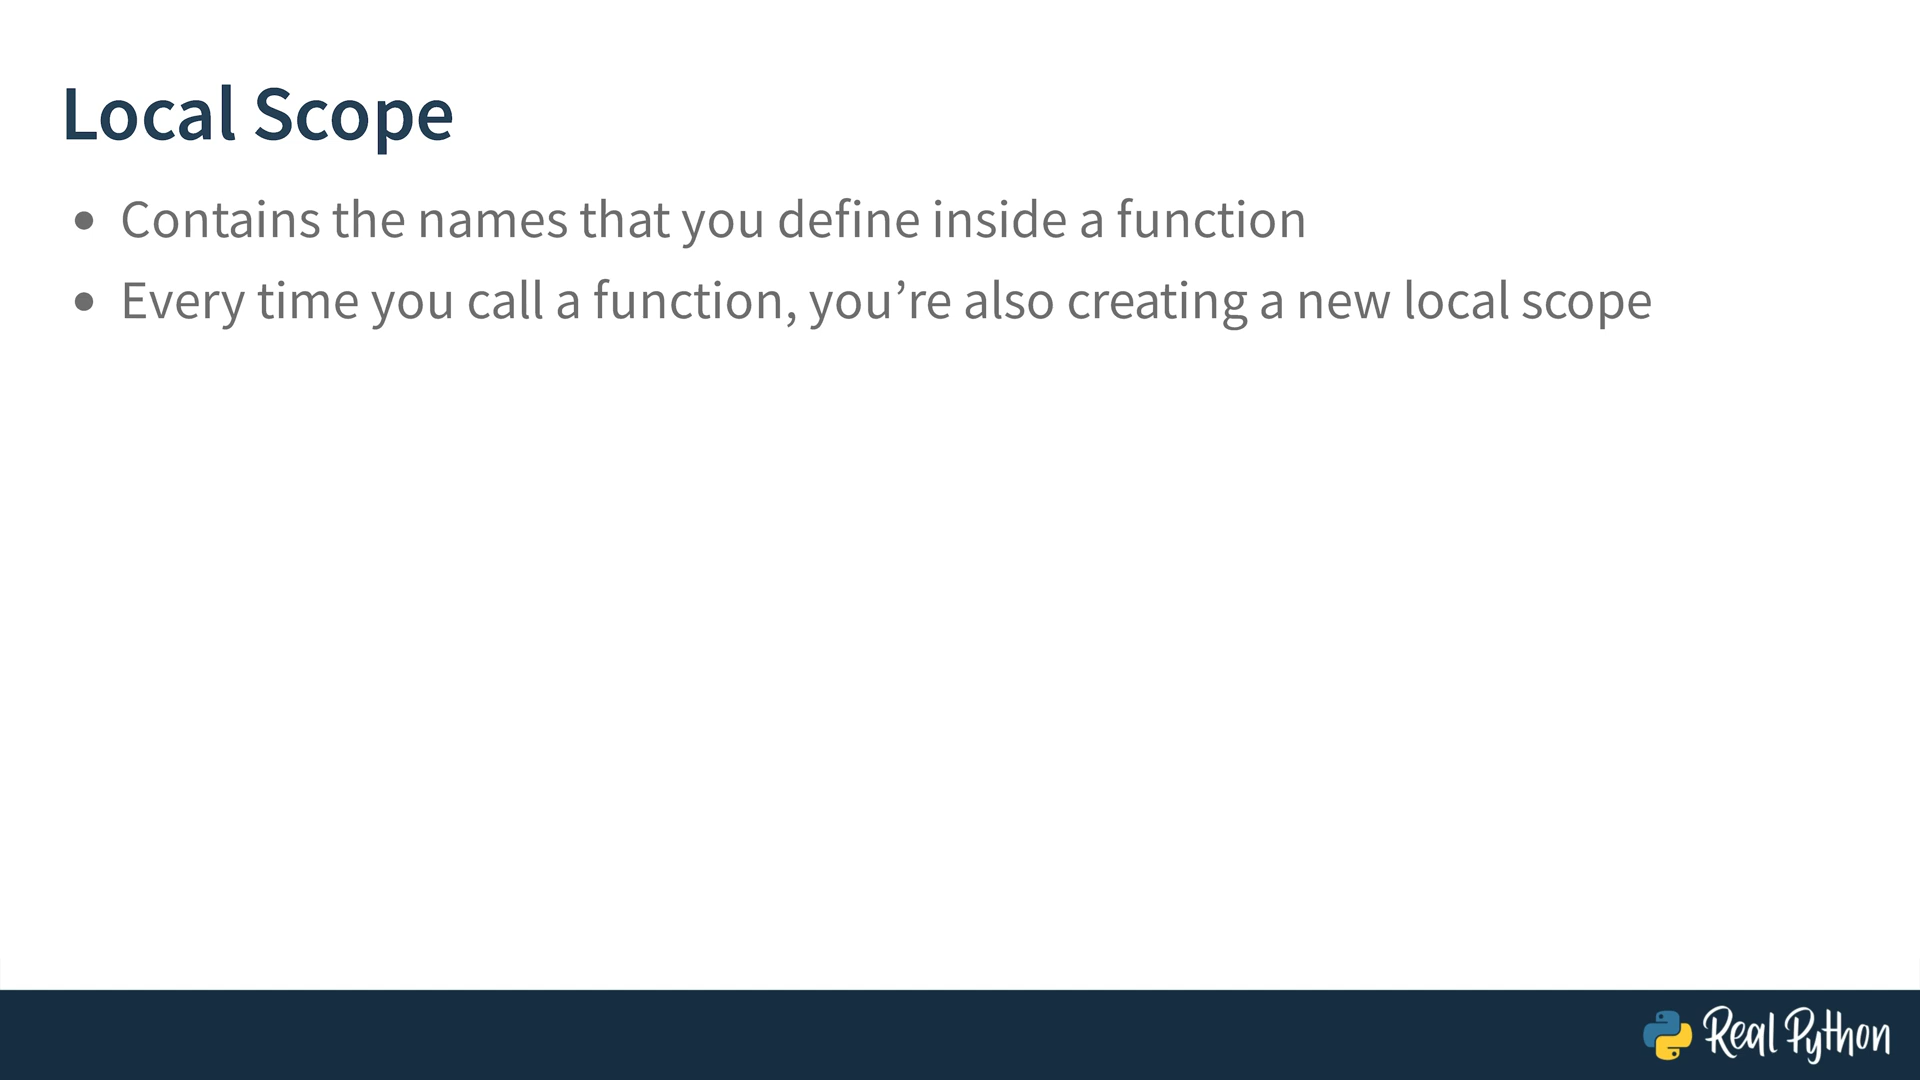 Local Scope
• Contains the names that you define inside a function
• Every time you call a function, you’re also creating a new local scope
Real Python